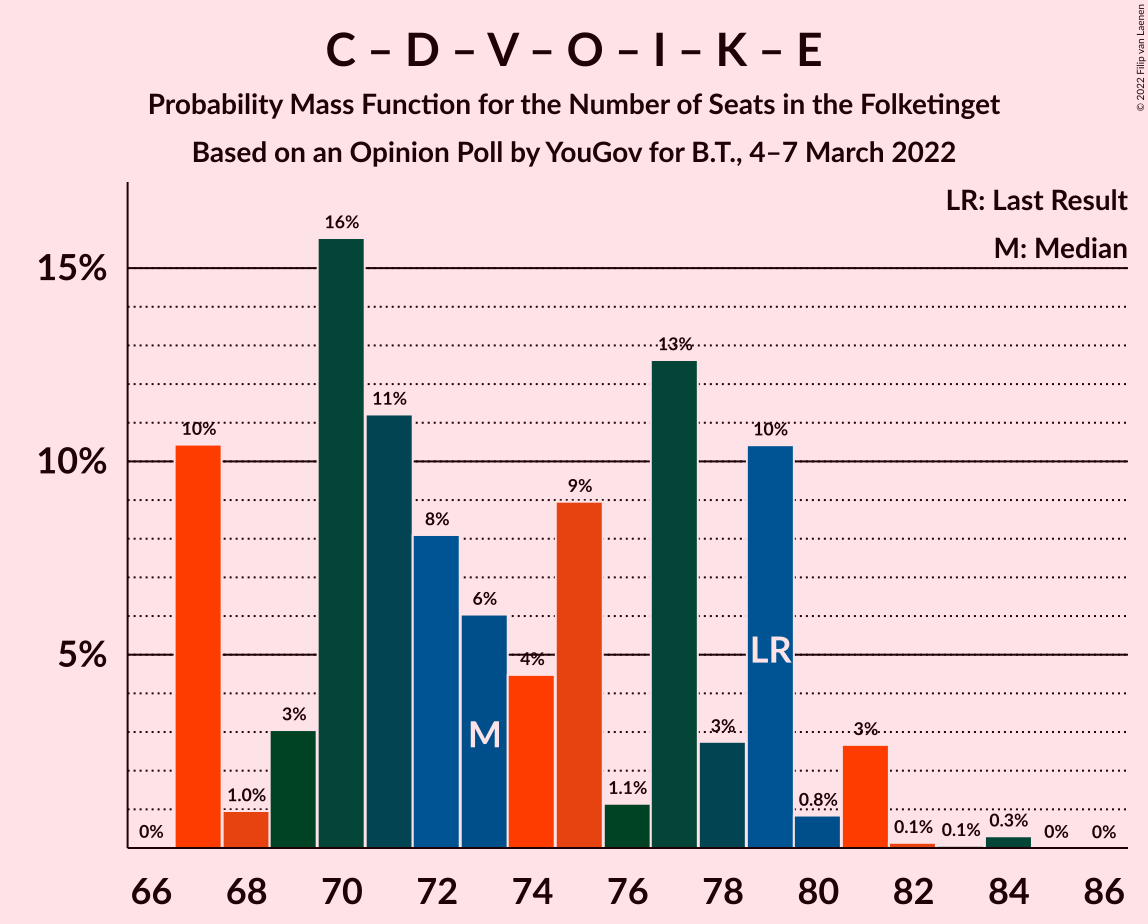 C – D – V – O – I – K – E
Probability Mass Function for the Number of Seats in the Folketinget
Based on an Opinion Poll by YouGov for B.T., 4–7 March 2022
© 2022 Filip van Laenen
LR: Last Result
M: Median
15%
10%
5%
0%
10%
1.0%
3%
16%
11%
8%
6%
4%
9%
1.1%
13%
3%
10%
0.8%
3%
0.1%
0.1%
0.3%
0%
0%
M
LR
66 68 70 72 74 76 78 80 82 84 86